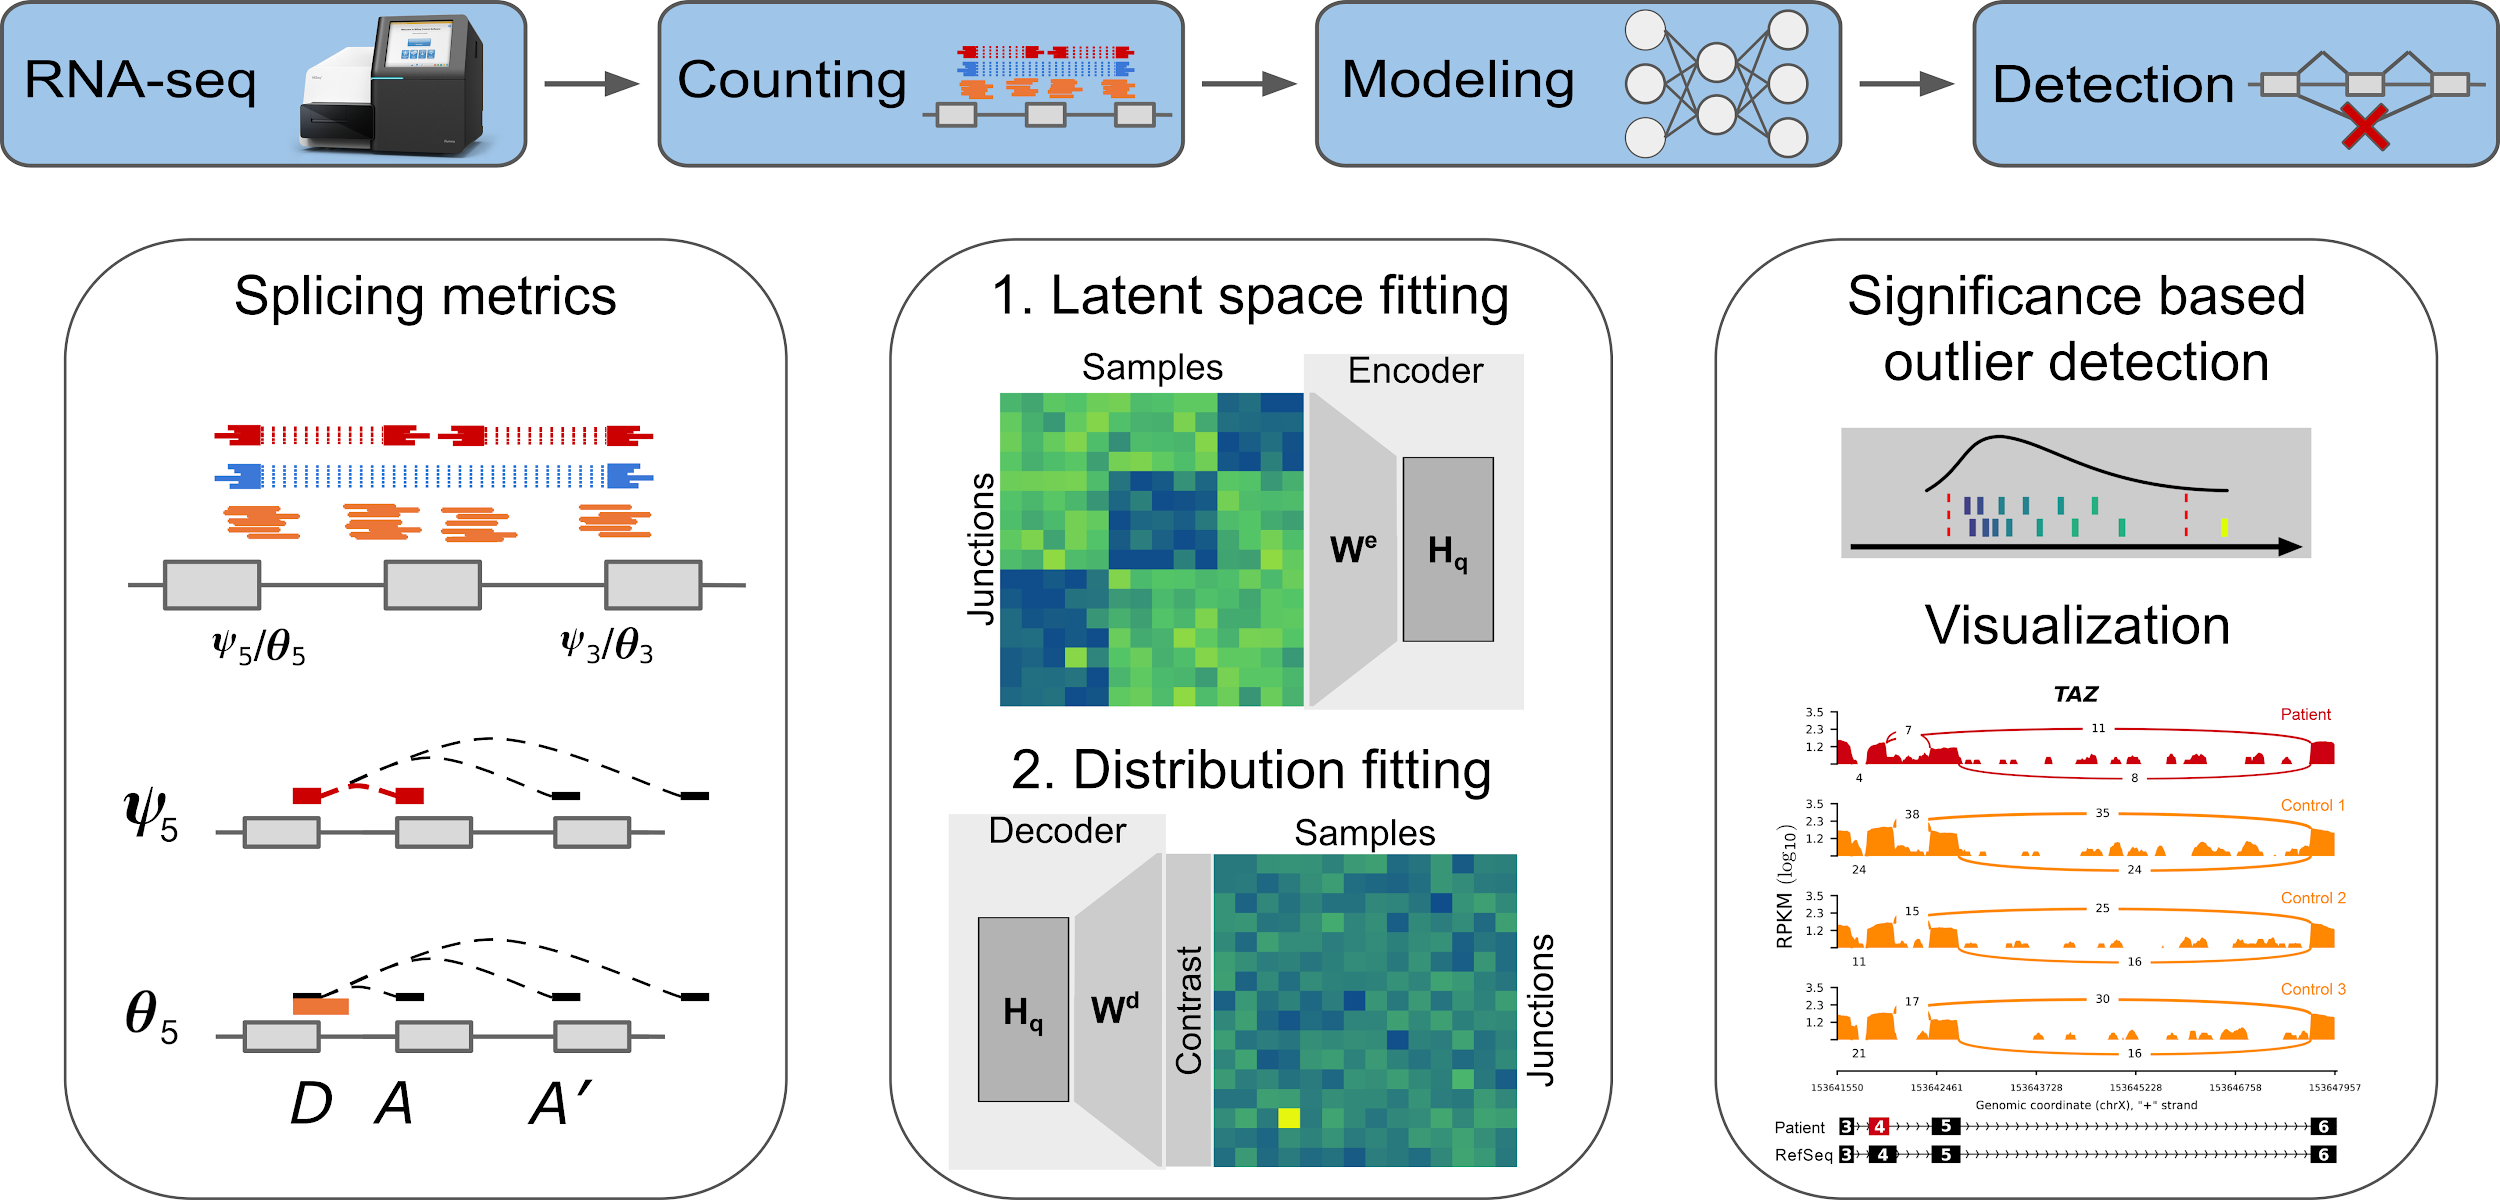 RNA-seq
Counting
Modeling
Detection
Splicing metrics
ψ5/θ5
ψ3/θ3
ψ5
θ5
D
A
A′
1. Latent space fitting
Samples
Encoder
Junctions
We
Hq
2. Distribution fitting
Decoder
Samples
Hq
Wd
Contrast
Junctions
Significance based
outlier detection
Visualization
TAZ
Patient
3.5
2.3
1.2
7
11
4
8
Control 1
3.5
2.3
1.2
38
35
24
24
Control 2
3.5
2.3
1.2
15
25
11
16
Control 3
3.5
2.3
1.2
17
30
21
16
RPKM (log10)
153641550 153642461 153643728 153645228 153646758 153647957
Genomic coordinate (chrX), "+" strand
Patient 3 4 5 6
RefSeq 3 4 5 6